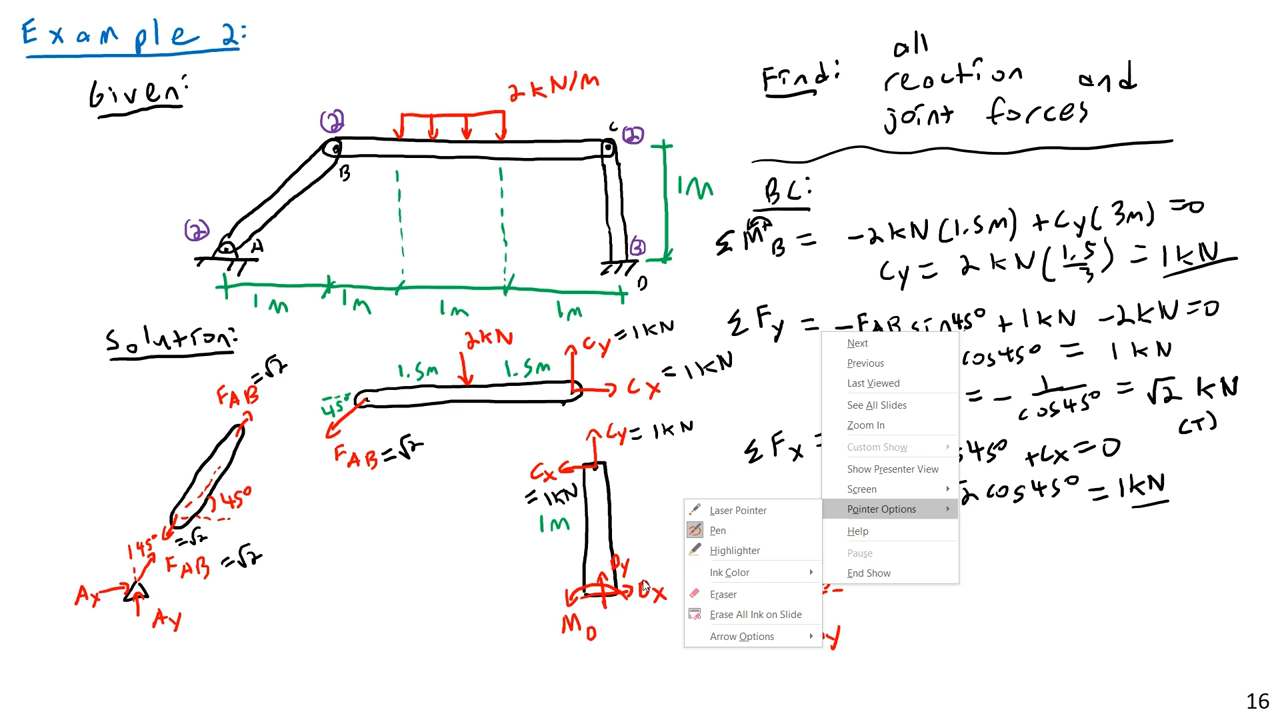 Example 2:
Given:
2 kN/m
(2)
B
C
(2)
(2)
A
(3)
D
1m
1m
1m
1m
1m
Find: all reaction and joint forces
BC:
ΣM_B = -2kN(1.5m) + Cy(3m) = 0
Cy = 2kN(1.5/3) = 1kN
ΣFy = -FAB sin45° + 1kN - 2kN = 0
cos45° = 1kN
= - 1/cos45° = √2 kN
(T)
ΣFx = 45° + Cx = 0
2 cos45° = 1kN
Solution:
FAB = √2
45°
= √2
FAB = √2
45°
Ax
Ay
2kN
1.5m
1.5m
Cy = 1kN
Cx = 1kN
45°
FAB = √2
Cy = 1kN
Cx = 1kN
1m
Dy
Dx
MD
y
Next
Previous
Last Viewed
See All Slides
Zoom In
Custom Show
Show Presenter View
Screen
Pointer Options
Help
Pause
End Show
Laser Pointer
Pen
Highlighter
Ink Color
Eraser
Erase All Ink on Slide
Arrow Options
16